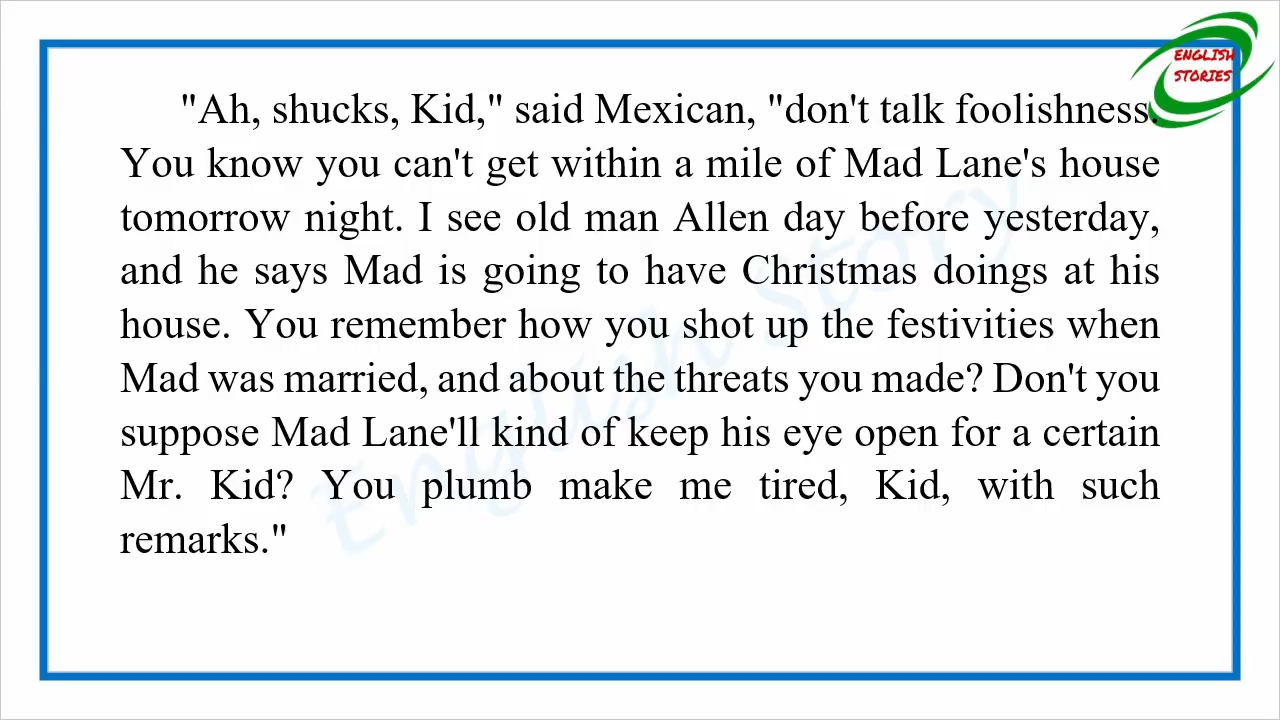 ENGLISH
STORIES
"Ah, shucks, Kid," said Mexican, "don't talk foolishness.
You know you can't get within a mile of Mad Lane's house
tomorrow night. I see old man Allen day before yesterday,
and he says Mad is going to have Christmas doings at his
house. You remember how you shot up the festivities when
Mad was married, and about the threats you made? Don't you
suppose Mad Lane'll kind of keep his eye open for a certain
Mr. Kid? You plumb make me tired, Kid, with such
remarks."
English Story